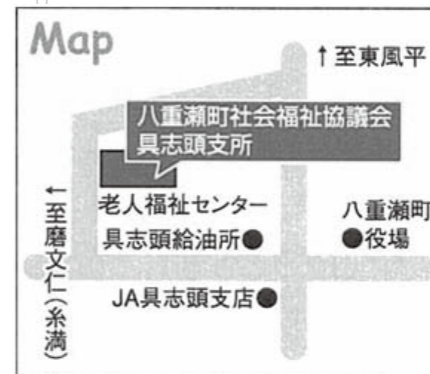 Map
↑至東風平
八重瀬町社会福祉協議会
具志頭支所
老人福祉センター
具志頭給油所●
八重瀬町
●役場
←至磨文仁(糸満)
JA具志頭支店●